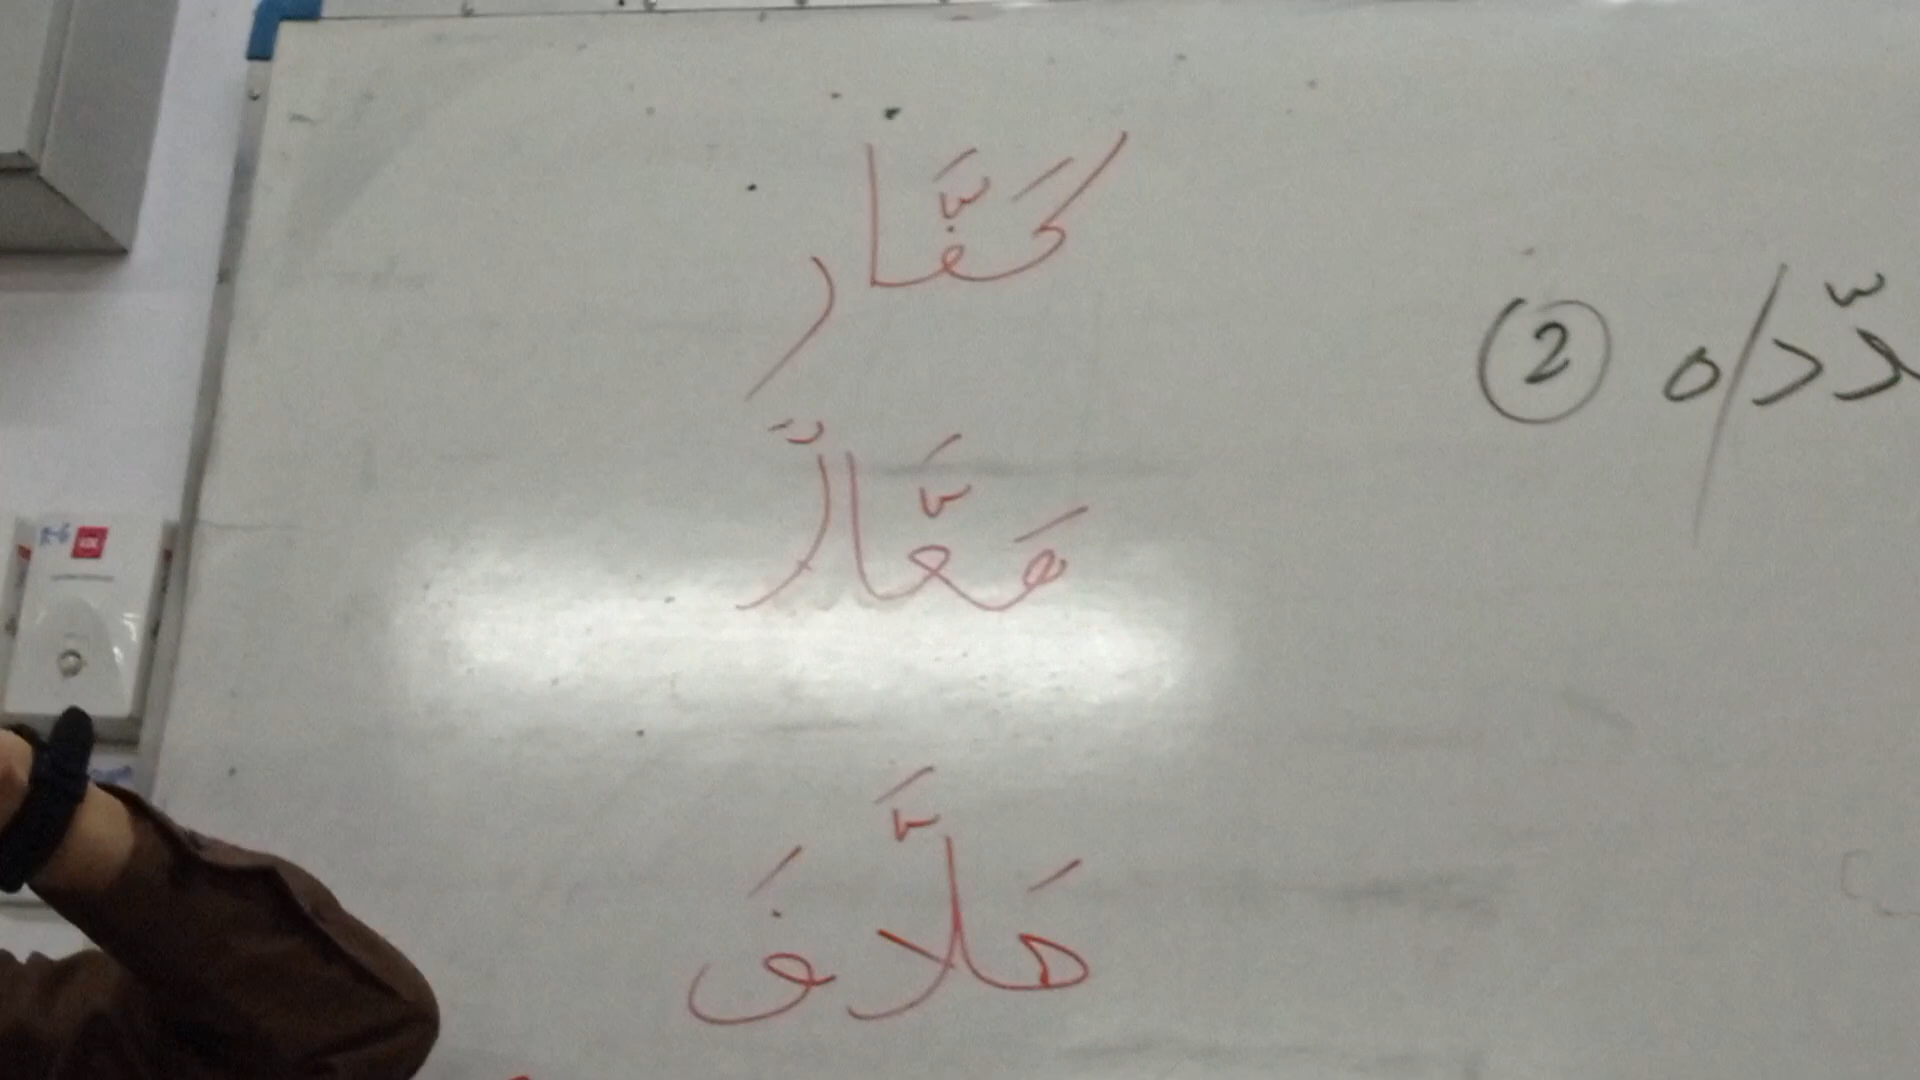 كَفَّار
دّد/ه ②
فَعَّالٌ
هَلَّافَ